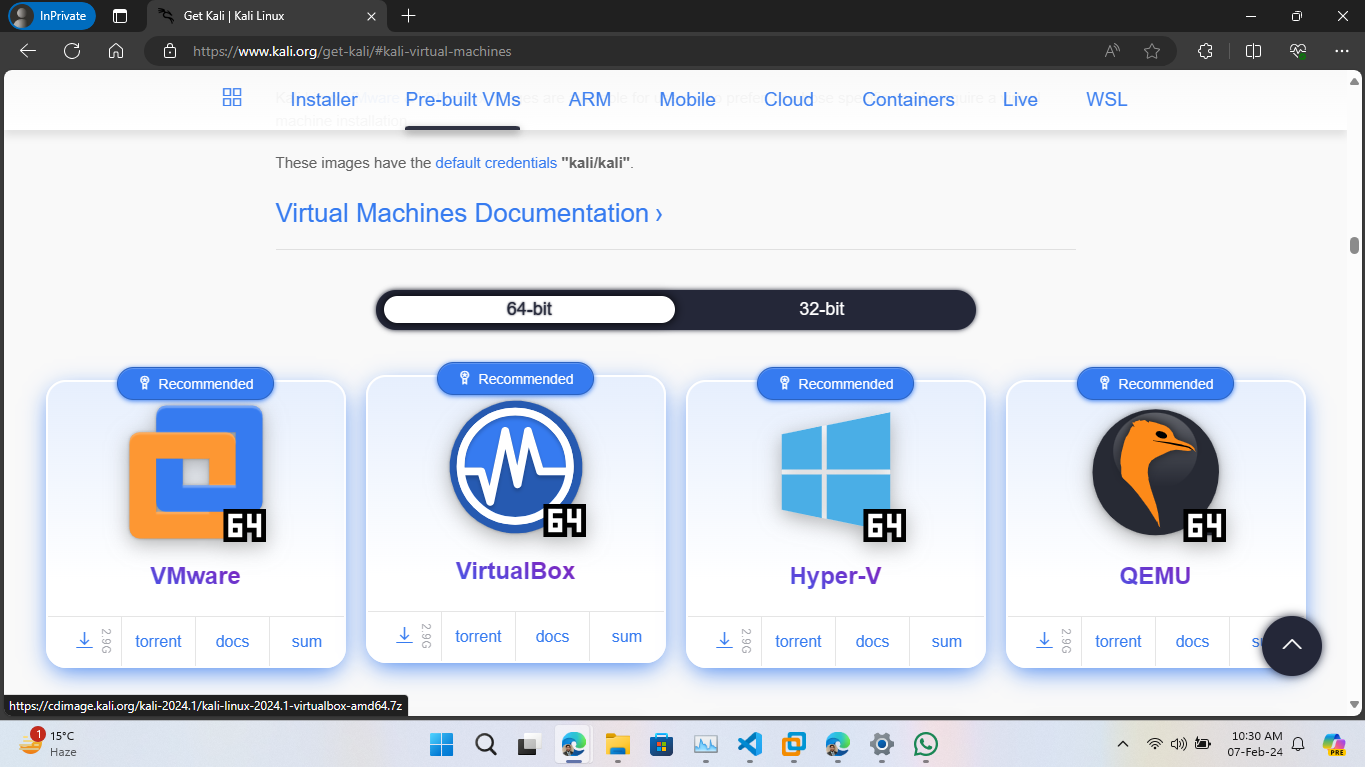 InPrivate
Get Kali | Kali Linux
https://www.kali.org/get-kali/#kali-virtual-machines
Installer
Pre-built VMs
ARM
Mobile
Cloud
Containers
Live
WSL
machine installation
These images have the default credentials "kali/kali".
Virtual Machines Documentation ›
64-bit
32-bit
Recommended
Recommended
Recommended
Recommended
64
64
64
64
VMware
VirtualBox
Hyper-V
QEMU
2.9G
torrent
docs
sum
2.9G
torrent
docs
sum
2.9G
torrent
docs
sum
2.9G
torrent
docs
https://cdimage.kali.org/kali-2024.1/kali-linux-2024.1-virtualbox-amd64.7z
1
15°C
Haze
10:30 AM
07-Feb-24
PRE